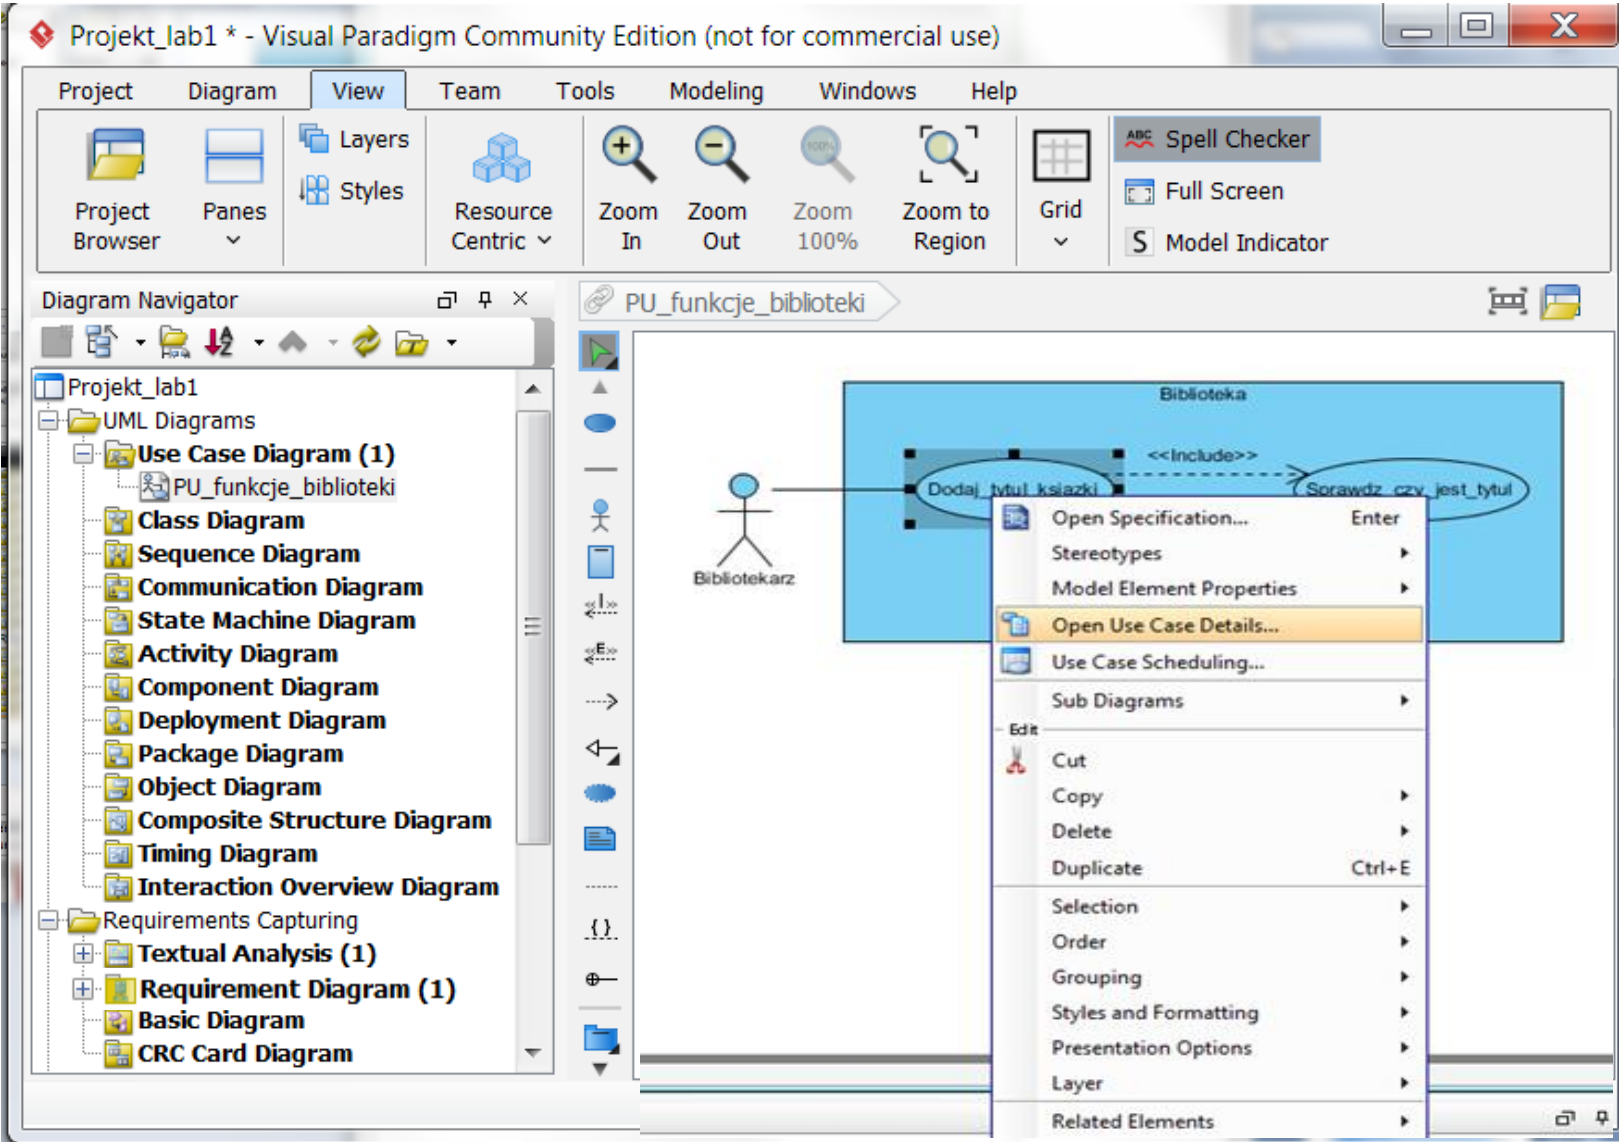 Projekt_lab1 * - Visual Paradigm Community Edition (not for commercial use)
Project Diagram View Team Tools Modeling Windows Help
Project Browser
Panes
Layers
Styles
Resource Centric
Zoom In
Zoom Out
100%
Zoom 100%
Zoom to Region
Grid
ABC Spell Checker
Full Screen
S Model Indicator
Diagram Navigator
PU_funkcje_biblioteki
Projekt_lab1
UML Diagrams
Use Case Diagram (1)
PU_funkcje_biblioteki
Class Diagram
Sequence Diagram
Communication Diagram
State Machine Diagram
Activity Diagram
Component Diagram
Deployment Diagram
Package Diagram
Object Diagram
Composite Structure Diagram
Timing Diagram
Interaction Overview Diagram
Requirements Capturing
Textual Analysis (1)
Requirement Diagram (1)
Basic Diagram
CRC Card Diagram
<<I>>
<<E>>
{}
Biblioteka
<<Include>>
Dodaj_tytul_ksiazki
Sprawdz_czy_jest_tytul
Bibliotekarz
Open Specification... Enter
Stereotypes
Model Element Properties
Open Use Case Details...
Use Case Scheduling...
Sub Diagrams
Edit
Cut
Copy
Delete
Duplicate Ctrl+E
Selection
Order
Grouping
Styles and Formatting
Presentation Options
Layer
Related Elements